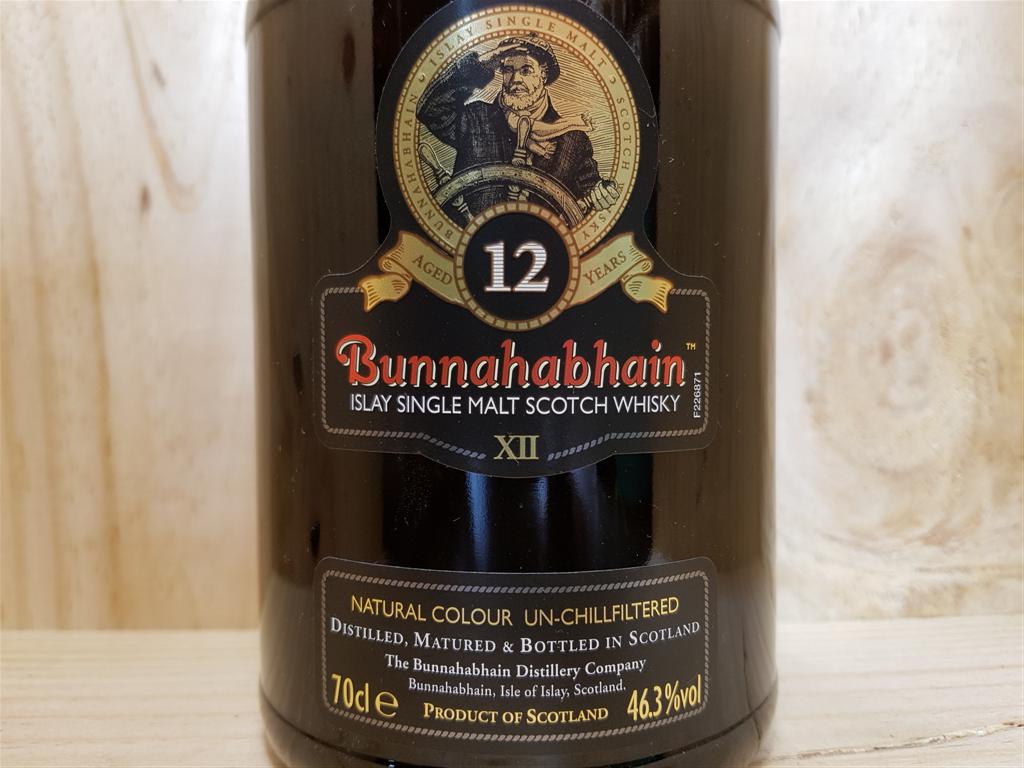 BUNNAHABHAIN • ISLAY SINGLE MALT • SCOTCH WHISKY
AGED 12 YEARS
Bunnahabhain™
ISLAY SINGLE MALT SCOTCH WHISKY
F226871
XII
NATURAL COLOUR UN-CHILLFILTERED
DISTILLED, MATURED & BOTTLED IN SCOTLAND
The Bunnahabhain Distillery Company
Bunnahabhain, Isle of Islay, Scotland.
70cl e PRODUCT OF SCOTLAND 46.3%vol